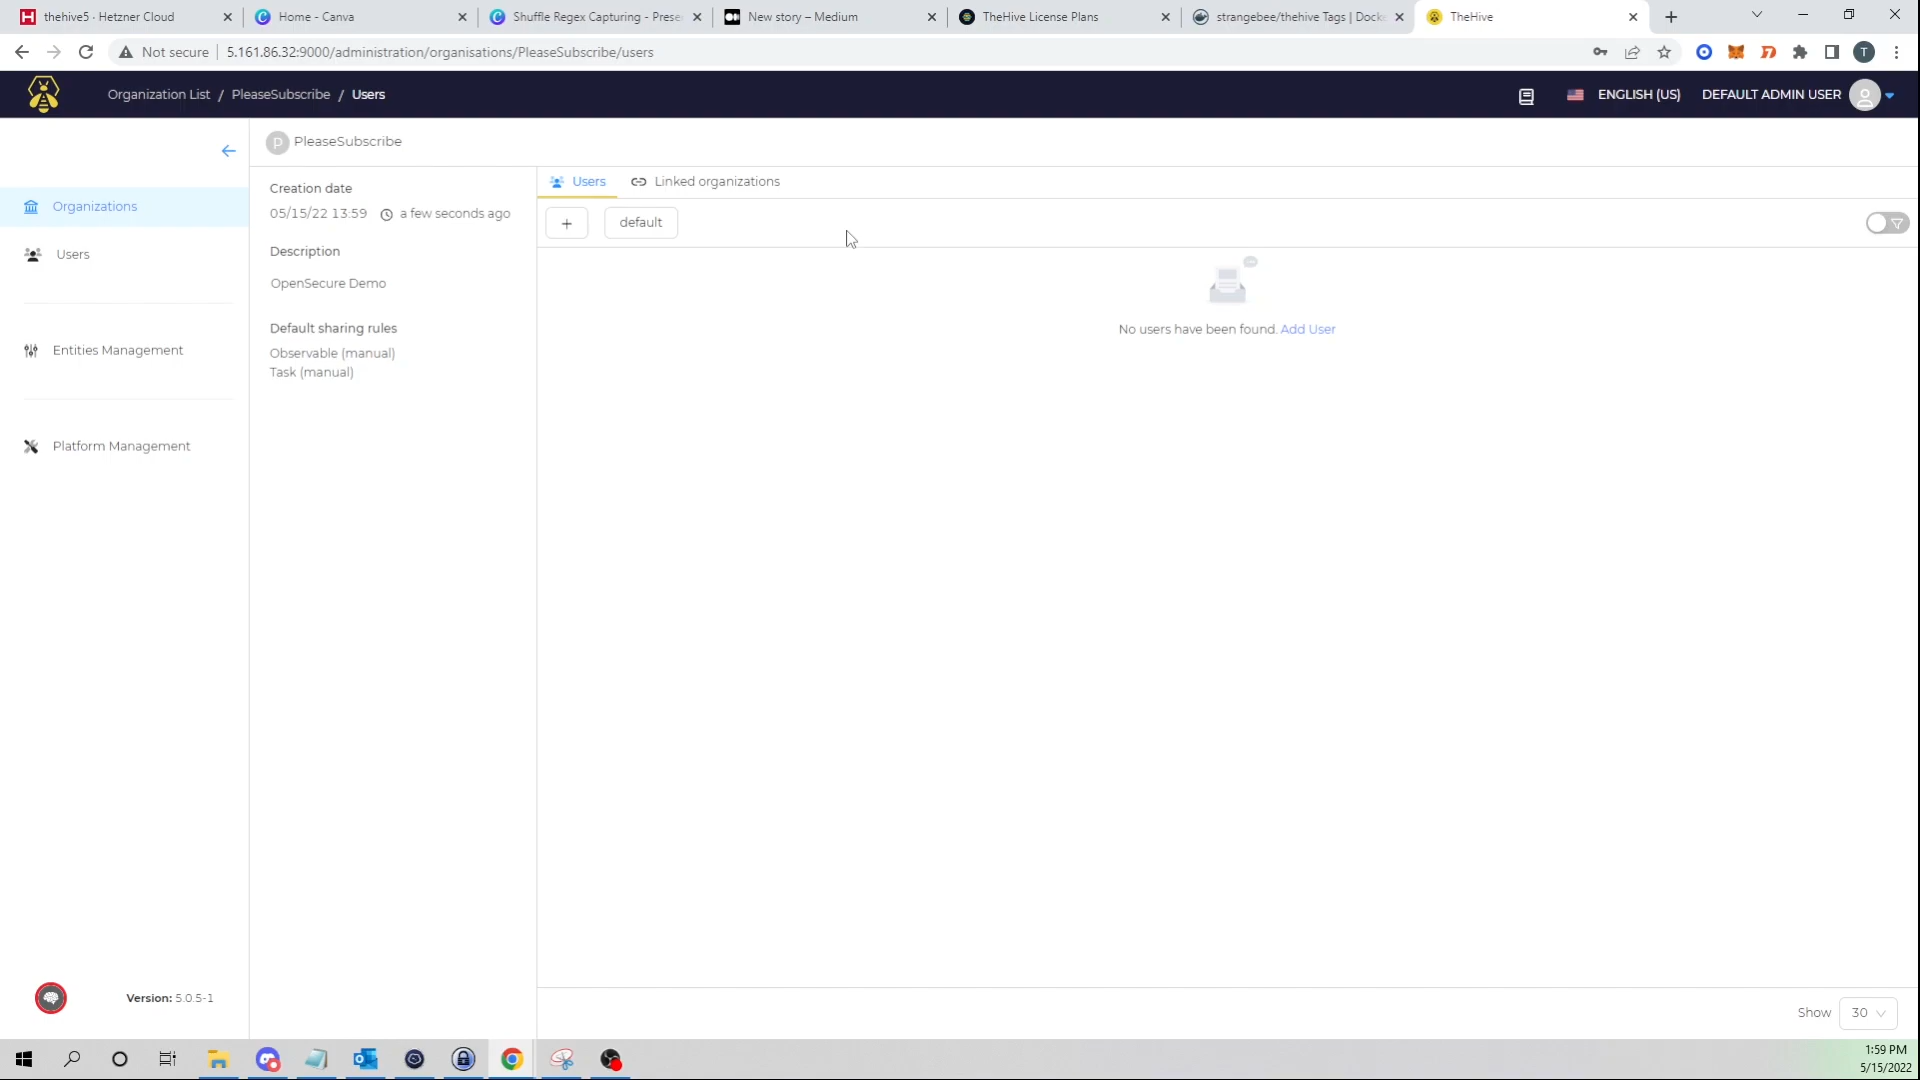 thehive5 - Hetzner Cloud
Home - Canva
Shuffle Regex Capturing - Prese
New story – Medium
TheHive License Plans
strangebee/thehive Tags | Docke
TheHive
Not secure
5.161.86.32:9000/administration/organisations/PleaseSubscribe/users
T
Organization List / PleaseSubscribe / Users
ENGLISH (US)
DEFAULT ADMIN USER
P PleaseSubscribe
Organizations
Users
Entities Management
Platform Management
Version: 5.0.5-1
Creation date
05/15/22 13:59 a few seconds ago
Description
OpenSecure Demo
Default sharing rules
Observable (manual)
Task (manual)
Users
Linked organizations
+
default
No users have been found. Add User
Show 30
1:59 PM
5/15/2022